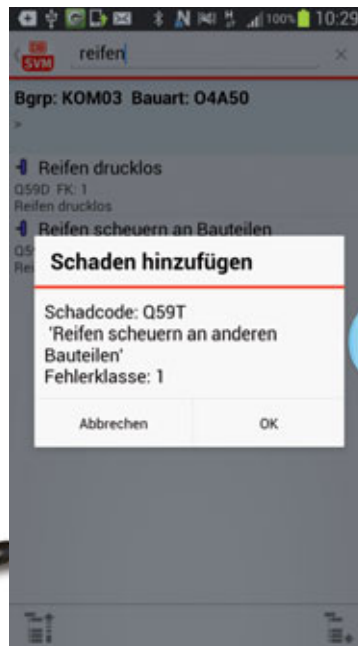 100% 10:29
DB
SVM
reifen
Bgrp: KOM03 Bauart: O4A50
>
Reifen drucklos
Q59D FK: 1
Reifen drucklos
Reifen scheuern an Bauteilen
Schaden hinzufügen
Schadcode: Q59T
'Reifen scheuern an anderen
Bauteilen'
Fehlerklasse: 1
Abbrechen OK